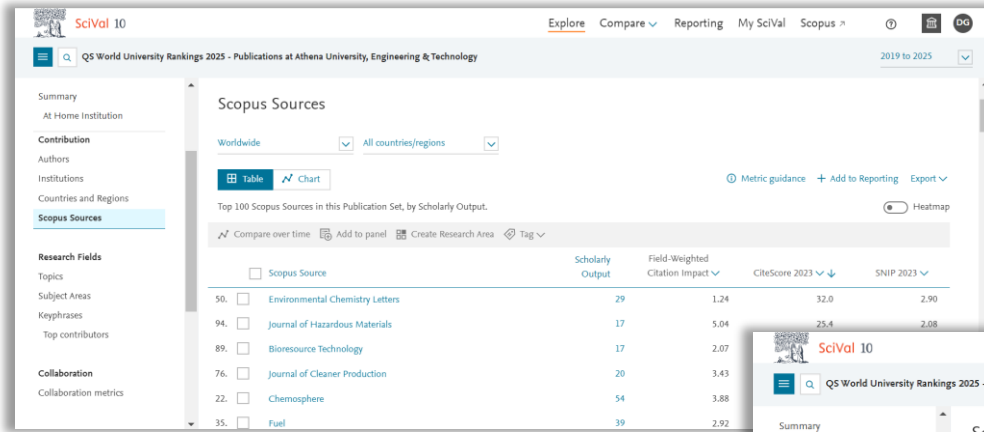 SciVal 10
Explore Compare Reporting My SciVal Scopus ↗ DG
QS World University Rankings 2025 - Publications at Athena University, Engineering & Technology 2019 to 2025
Summary
At Home Institution
Contribution
Authors
Institutions
Countries and Regions
Scopus Sources
Research Fields
Topics
Subject Areas
Keyphrases
Top contributors
Collaboration
Collaboration metrics
Scopus Sources
Worldwide All countries/regions
Table Chart Metric guidance + Add to Reporting Export
Top 100 Scopus Sources in this Publication Set, by Scholarly Output. Heatmap
Compare over time Add to panel Create Research Area Tag
Scholarly Field-Weighted
Scopus Source Output Citation Impact CiteScore 2023 SNIP 2023
50. Environmental Chemistry Letters 29 1.24 32.0 2.90
94. Journal of Hazardous Materials 17 5.04 25.4 2.08
89. Bioresource Technology 17 2.07
76. Journal of Cleaner Production 20 3.43
22. Chemosphere 54 3.88
35. Fuel 39 2.92
SciVal 10
QS World University Rankings 2025 -
Summary